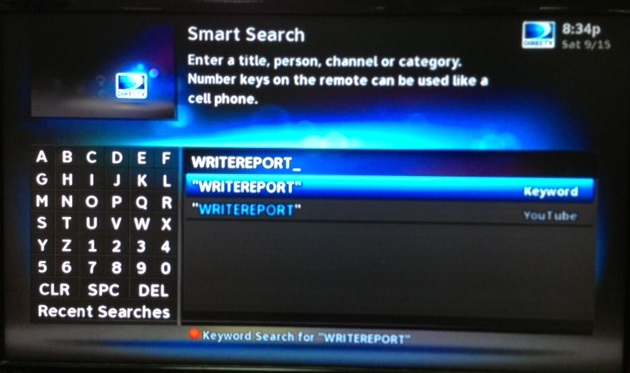 Smart Search
DIRECTV
8:34p
Sat 9/15
Enter a title, person, channel or category.
Number keys on the remote can be used like a
cell phone.
DIRECTV
A B C D E F
G H I J K L
M N O P Q R
S T U V W X
Y Z 1 2 3 4
5 6 7 8 9 0
CLR SPC DEL
Recent Searches
WRITEREPORT_
"WRITEREPORT" Keyword
"WRITEREPORT" YouTube
Keyword Search for "WRITEREPORT"